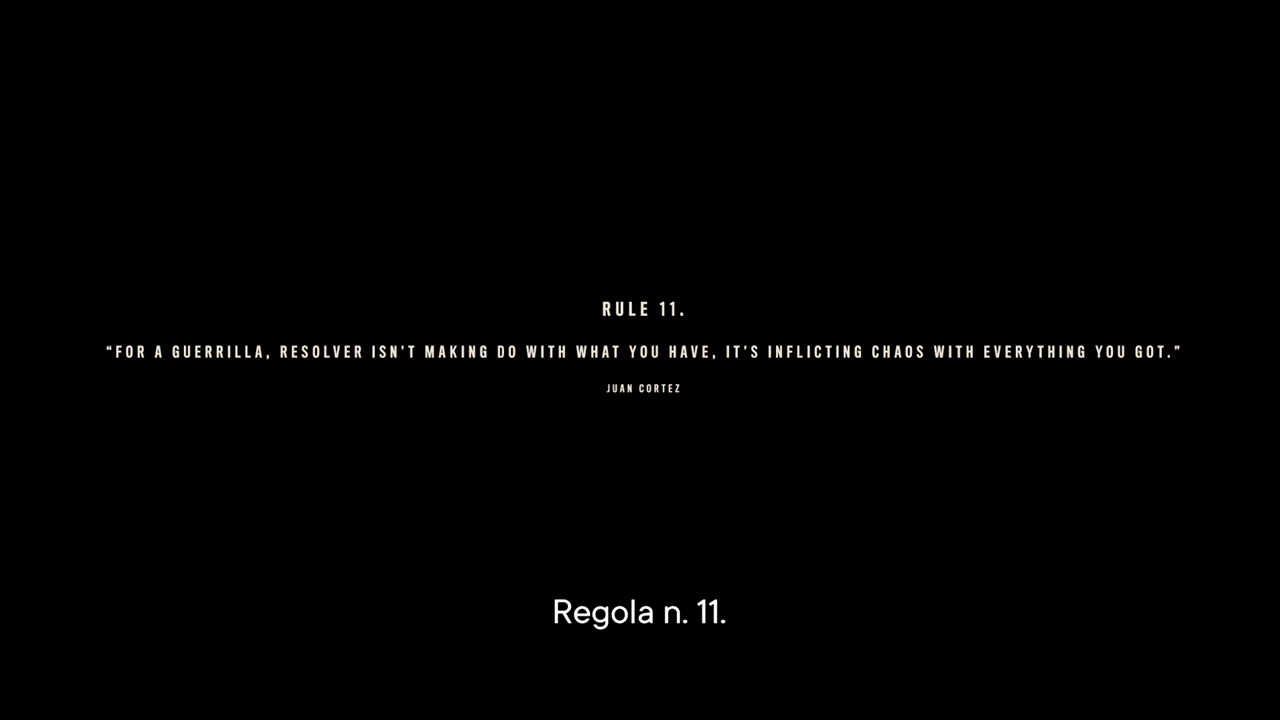 RULE 11.
“FOR A GUERRILLA, RESOLVER ISN’T MAKING DO WITH WHAT YOU HAVE, IT’S INFLICTING CHAOS WITH EVERYTHING YOU GOT.”
JUAN CORTEZ
Regola n. 11.